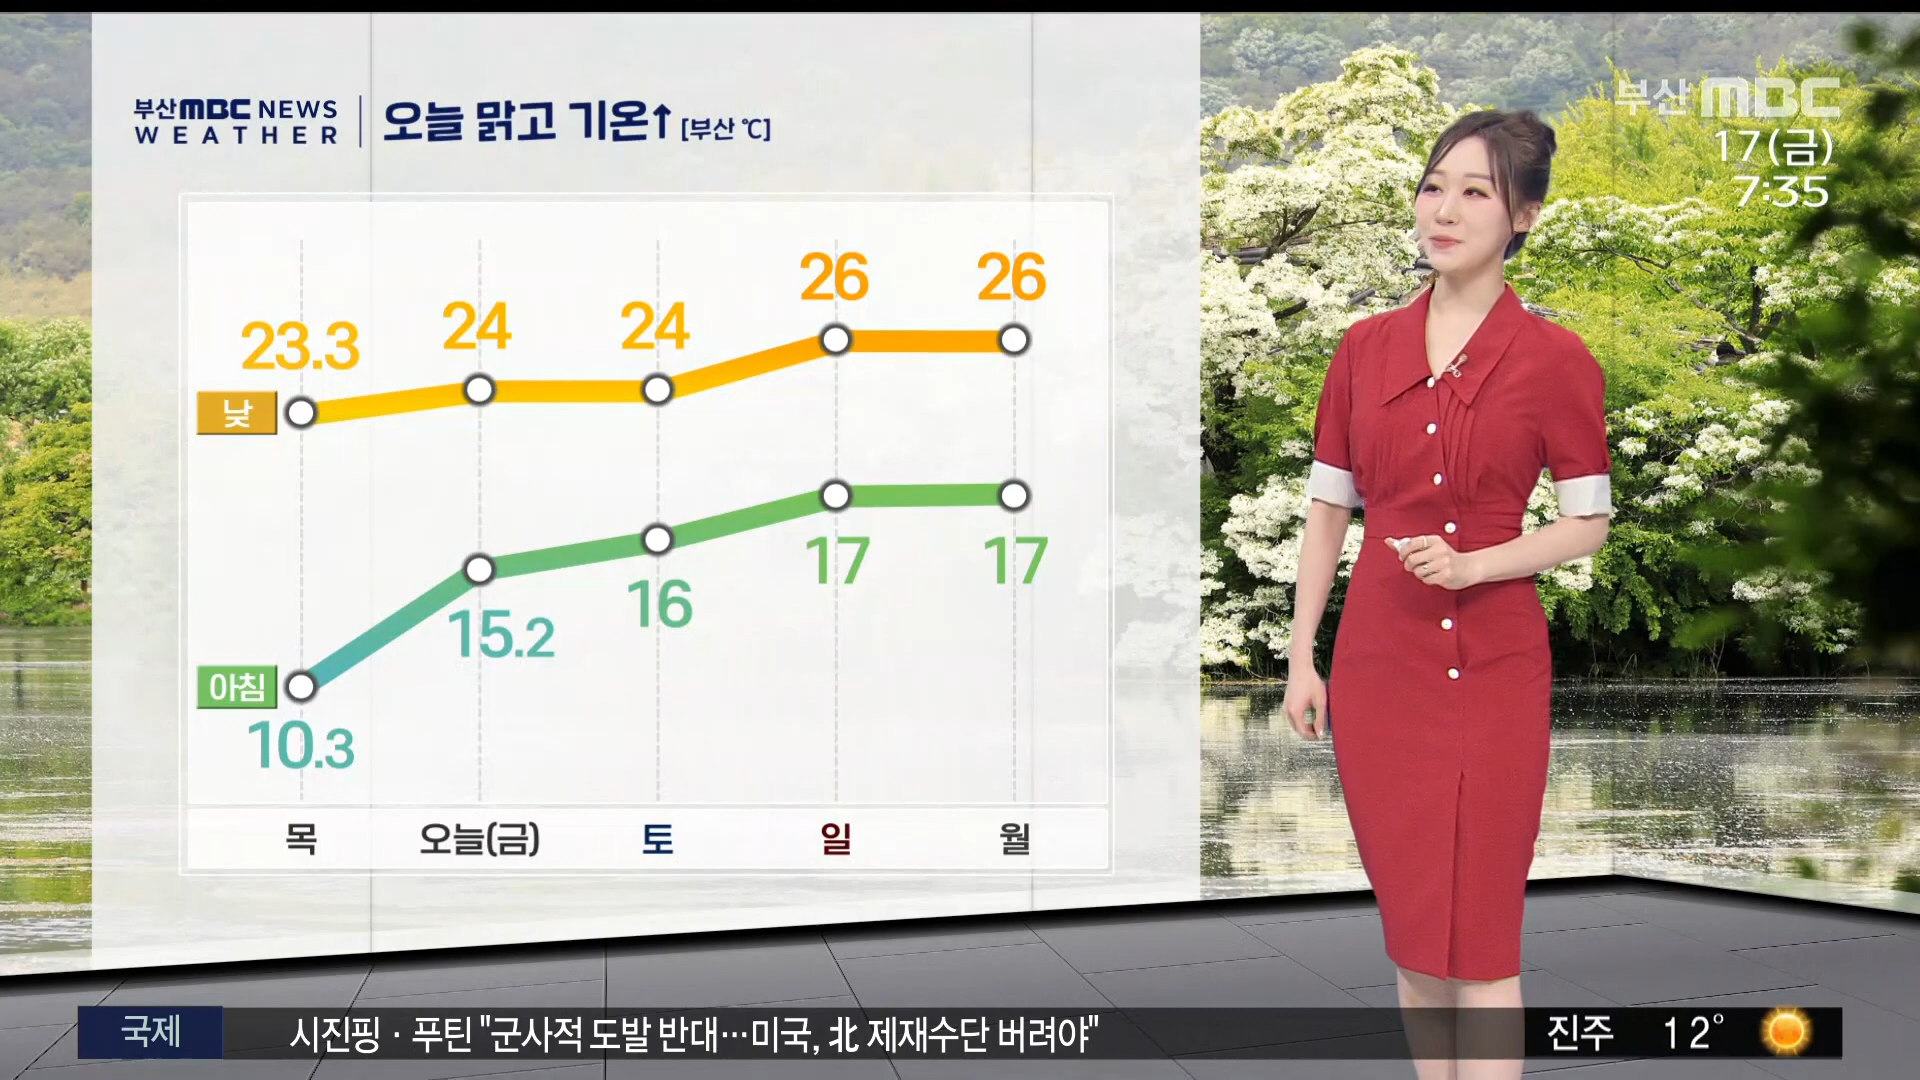 부산MBC NEWS
WEATHER
오늘 맑고 기온↑ [부산 ℃]
부산 MBC
17(금)
7:35
23.3 24 24 26 26
낮
아침
10.3 15.2 16 17 17
목 오늘(금) 토 일 월
국제 시진핑·푸틴 "군사적 도발 반대…미국, 北 제재수단 버려야"
진주 12°